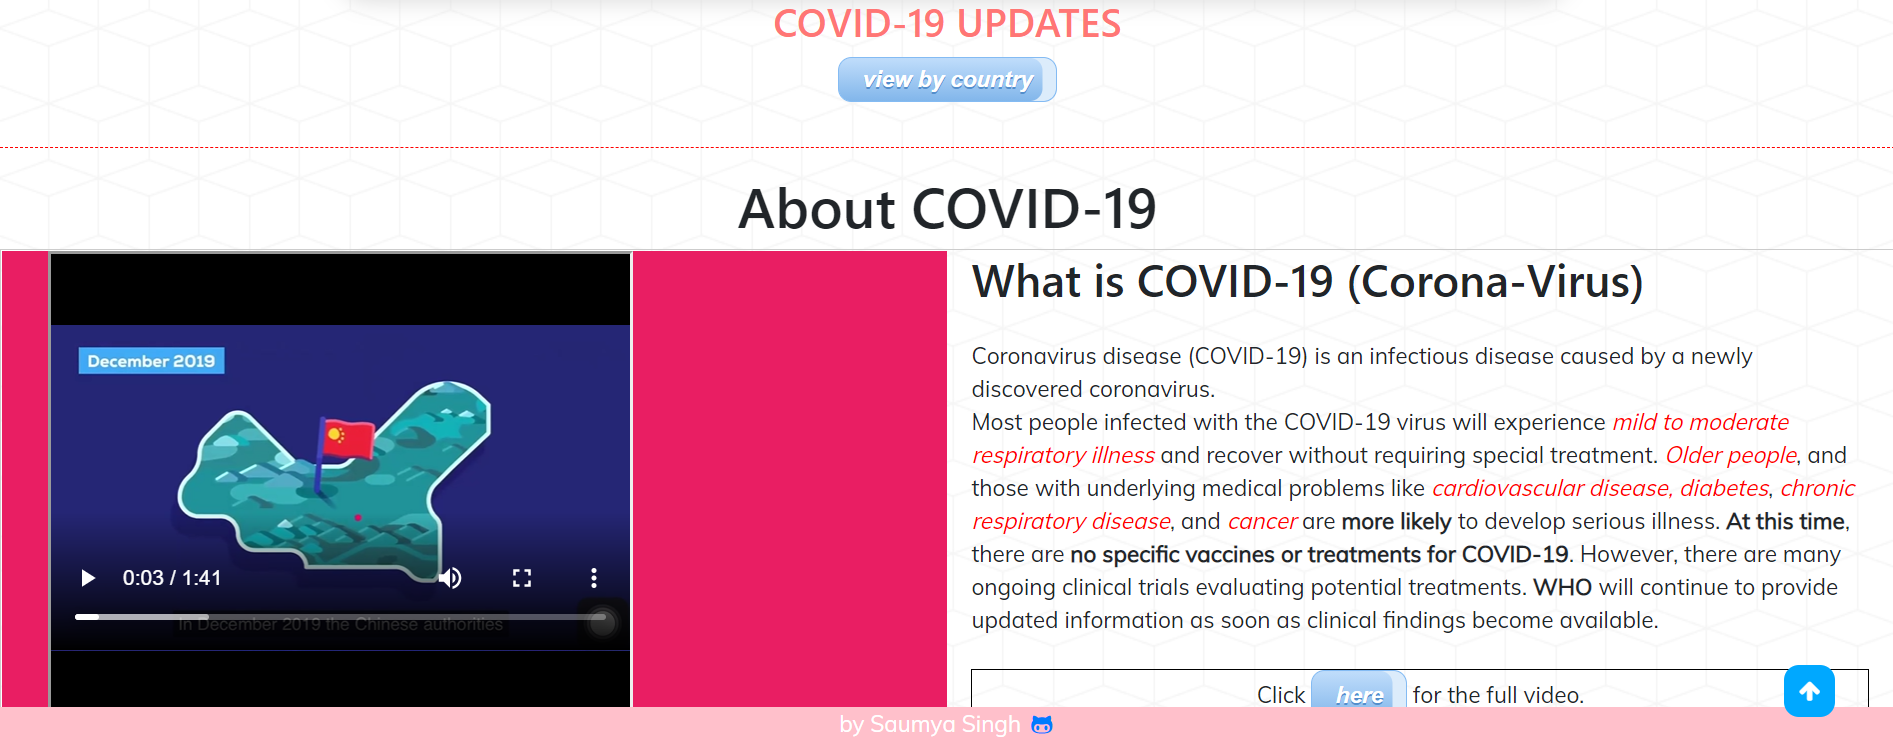 COVID-19 UPDATES
view by country
About COVID-19
December 2019
0:03 / 1:41
In December 2019 the Chinese authorities
What is COVID-19 (Corona-Virus)
Coronavirus disease (COVID-19) is an infectious disease caused by a newly
discovered coronavirus.
Most people infected with the COVID-19 virus will experience mild to moderate
respiratory illness and recover without requiring special treatment. Older people, and
those with underlying medical problems like cardiovascular disease, diabetes, chronic
respiratory disease, and cancer are more likely to develop serious illness. At this time,
there are no specific vaccines or treatments for COVID-19. However, there are many
ongoing clinical trials evaluating potential treatments. WHO will continue to provide
updated information as soon as clinical findings become available.
Click here for the full video.
by Saumya Singh